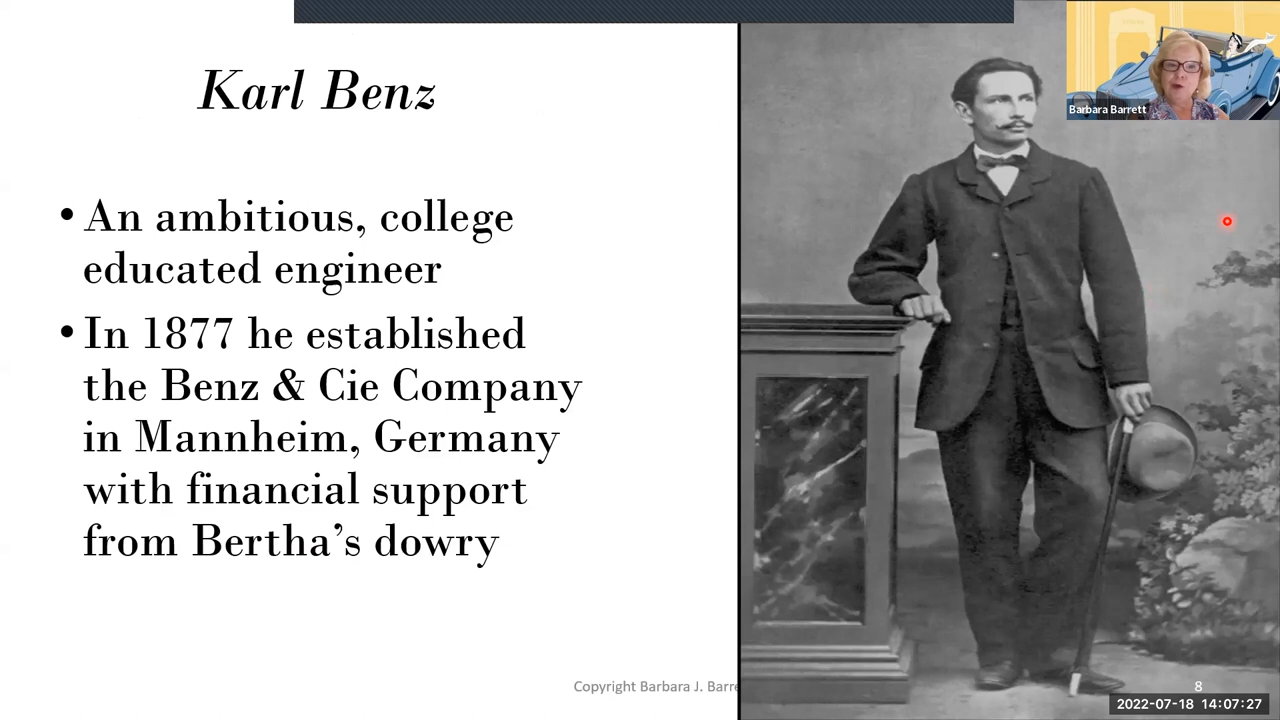 Karl Benz
Barbara Barrett
• An ambitious, college
educated engineer
• In 1877 he established
the Benz & Cie Company
in Mannheim, Germany
with financial support
from Bertha's dowry
Copyright Barbara J. Barre
8
2022-07-18 14:07:27